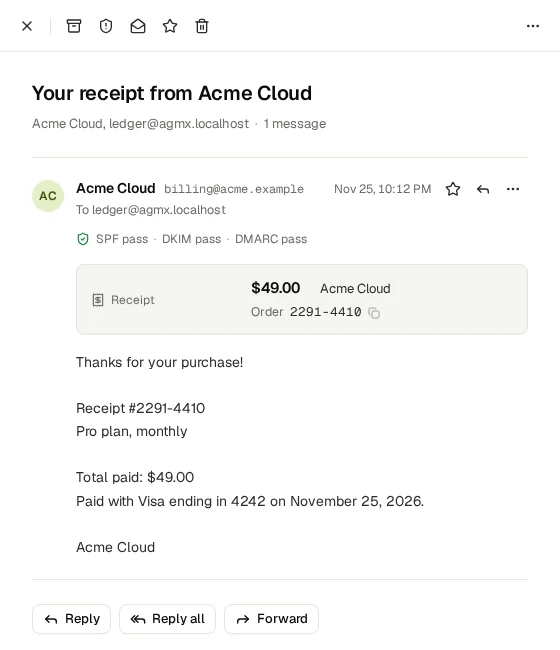 Your receipt from Acme Cloud
Acme Cloud, ledger@agmx.localhost · 1 message
AC
Acme Cloud billing@acme.example Nov 25, 10:12 PM
To ledger@agmx.localhost
SPF pass · DKIM pass · DMARC pass
Receipt
$49.00 Acme Cloud
Order 2291-4410
Thanks for your purchase!
Receipt #2291-4410
Pro plan, monthly
Total paid: $49.00
Paid with Visa ending in 4242 on November 25, 2026.
Acme Cloud
Reply Reply all Forward